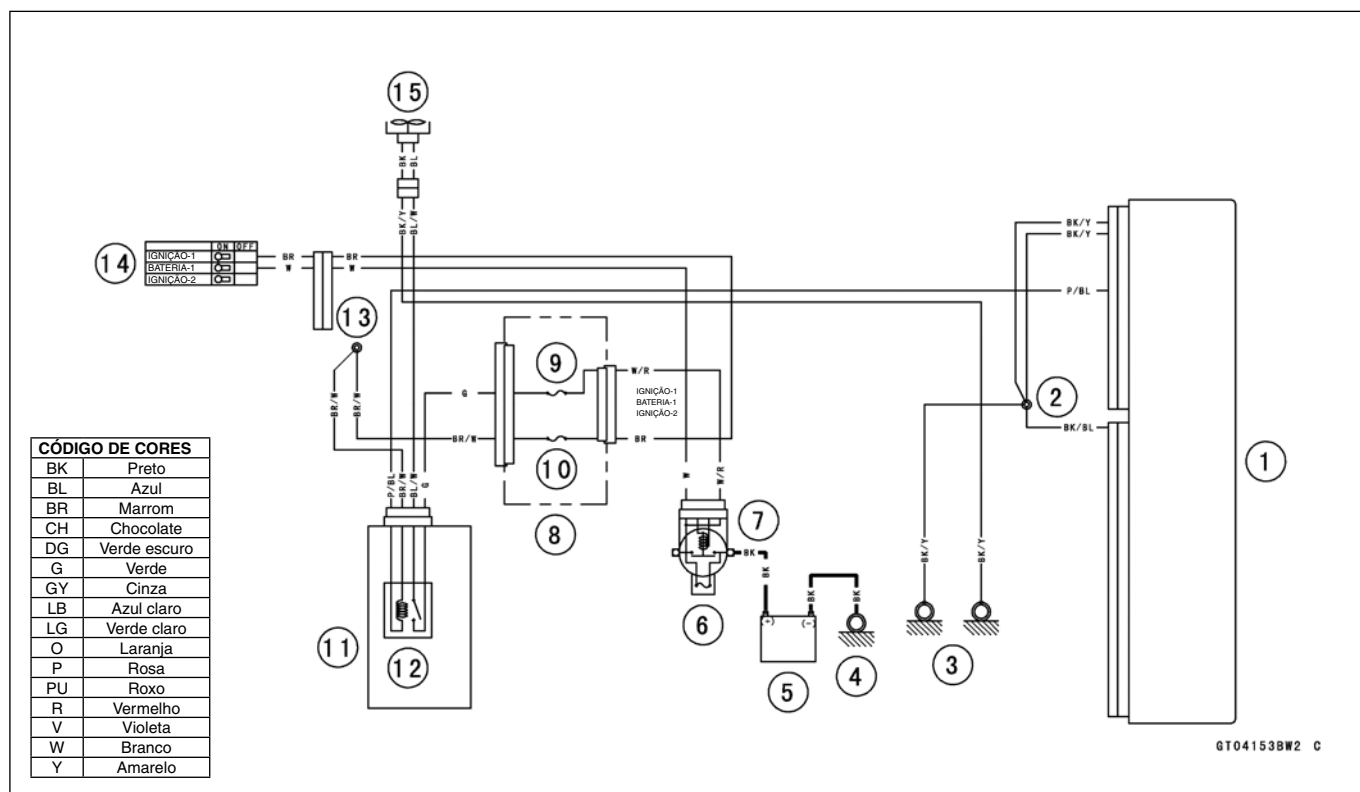 15
BK
BL
BK/Y
BL/W
14
ON OFF
IGNIÇÃO-1
BATERIA-1
IGNIÇÃO-2
BR
W
BR
W
13
BK/Y
BK/Y
P/BL
9
W/R
IGNIÇÃO-1
BATERIA-1
IGNIÇÃO-2
G
BR/W
BR/W
BR/W
BR
10
8
2
BK/BL
1
P/BL
BR/W
BL/W
G
W
W/R
7
BK
BK
BK
BK
(+)
(-)
6
5
4
BK/Y
BK/Y
3
11
12
CÓDIGO DE CORES
BK Preto
BL Azul
BR Marrom
CH Chocolate
DG Verde escuro
G Verde
GY Cinza
LB Azul claro
LG Verde claro
O Laranja
P Rosa
PU Roxo
R Vermelho
V Violeta
W Branco
Y Amarelo
GT04153BW2 C